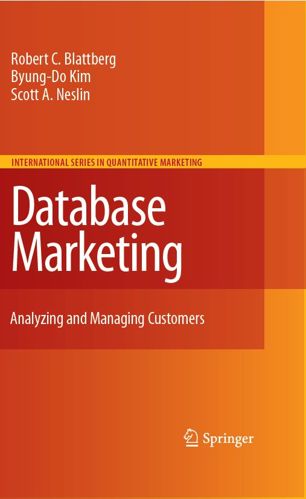 Robert C. Blattberg
Byung-Do Kim
Scott A. Neslin
INTERNATIONAL SERIES IN QUANTITATIVE MARKETING
Database
Marketing
Analyzing and Managing Customers
Springer